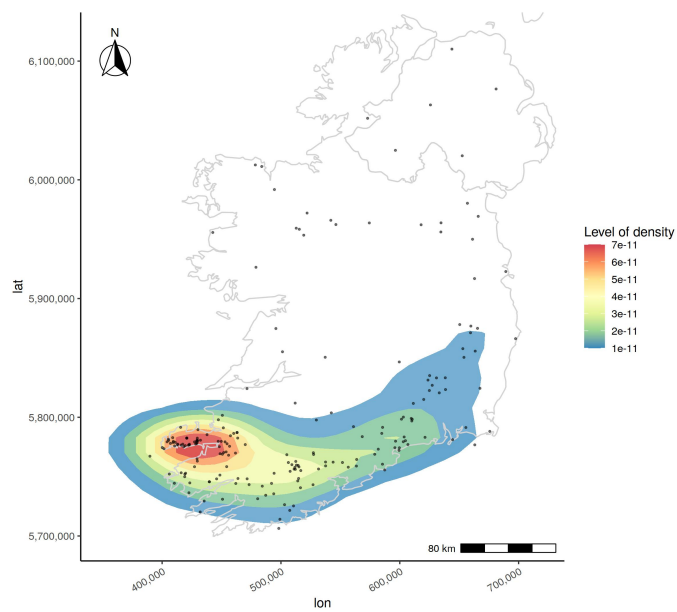 N
6,100,000
6,000,000
5,900,000
5,800,000
5,700,000
lat
400,000
500,000
600,000
700,000
lon
80 km
Level of density
7e-11
6e-11
5e-11
4e-11
3e-11
2e-11
1e-11